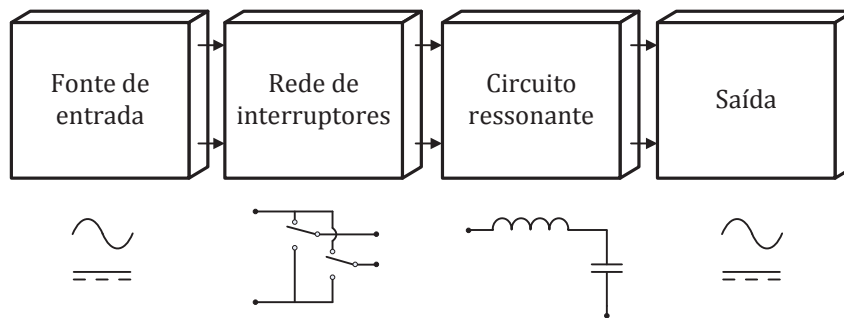 Fonte de
entrada
Rede de
interruptores
Circuito
ressonante
Saída